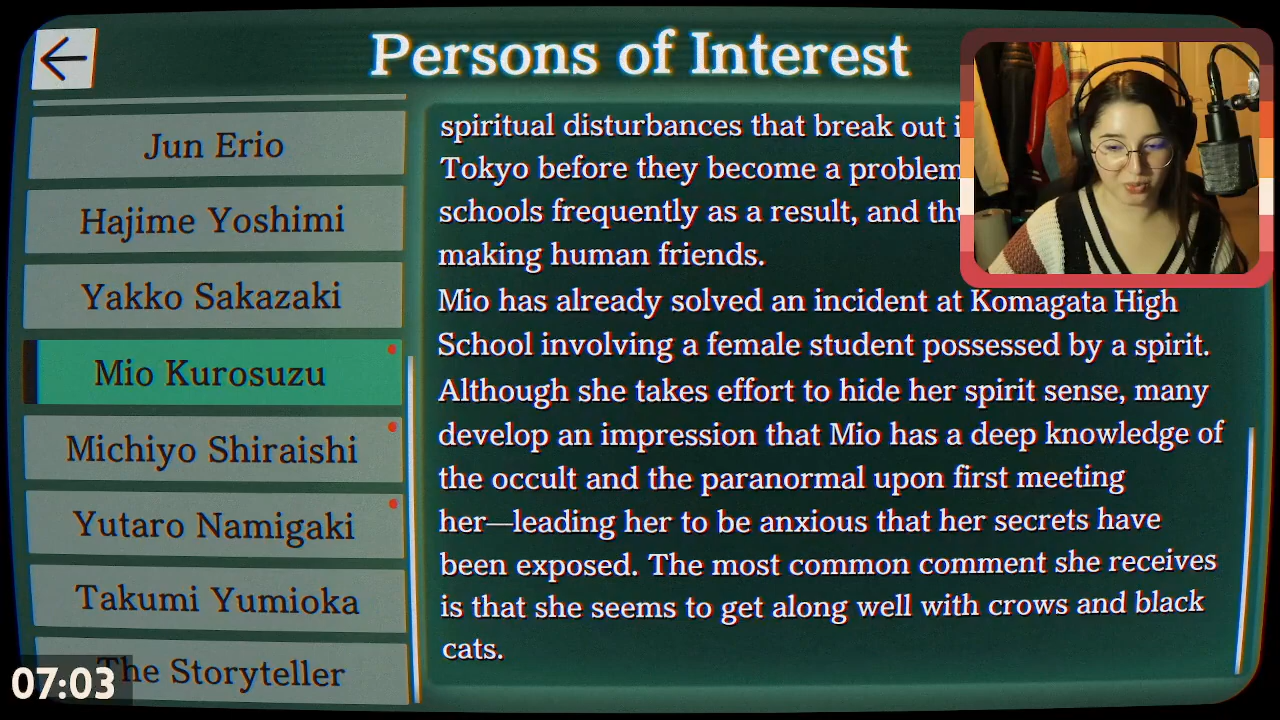 Persons of Interest
Jun Erio
Hajime Yoshimi
Yakko Sakazaki
Mio Kurosuzu
Michiyo Shiraishi
Yutaro Namigaki
Takumi Yumioka
The Storyteller
07:03
spiritual disturbances that break out
Tokyo before they become a problem
schools frequently as a result, and
making human friends.
Mio has already solved an incident at Komagata High
School involving a female student possessed by a spirit.
Although she takes effort to hide her spirit sense, many
develop an impression that Mio has a deep knowledge of
the occult and the paranormal upon first meeting
her—leading her to be anxious that her secrets have
been exposed. The most common comment she receives
is that she seems to get along well with crows and black
cats.